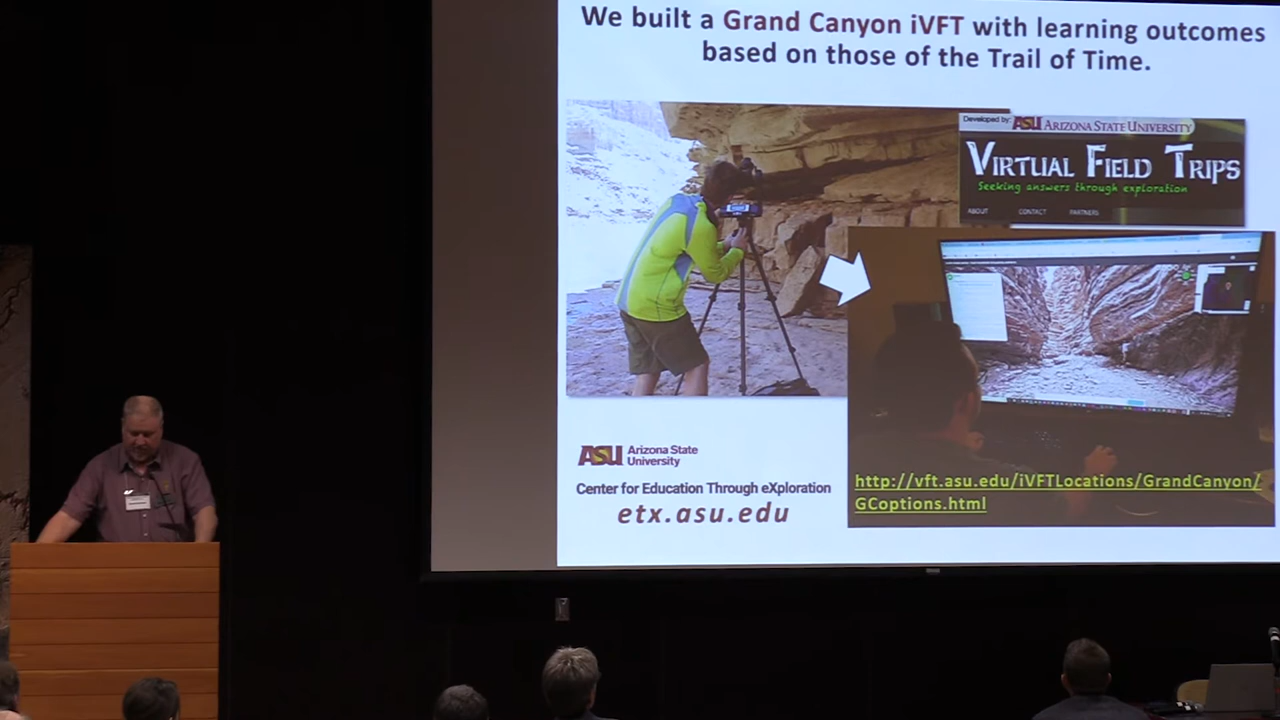 We built a Grand Canyon iVFT with learning outcomes
based on those of the Trail of Time.
Developed by: ASU ARIZONA STATE UNIVERSITY
VIRTUAL FIELD TRIPS
Seeking answers through exploration
ABOUT CONTACT PARTNERS
ASU Arizona State
University
Center for Education Through eXploration
etx.asu.edu
http://vft.asu.edu/iVFTLocations/GrandCanyon/
GCoptions.html